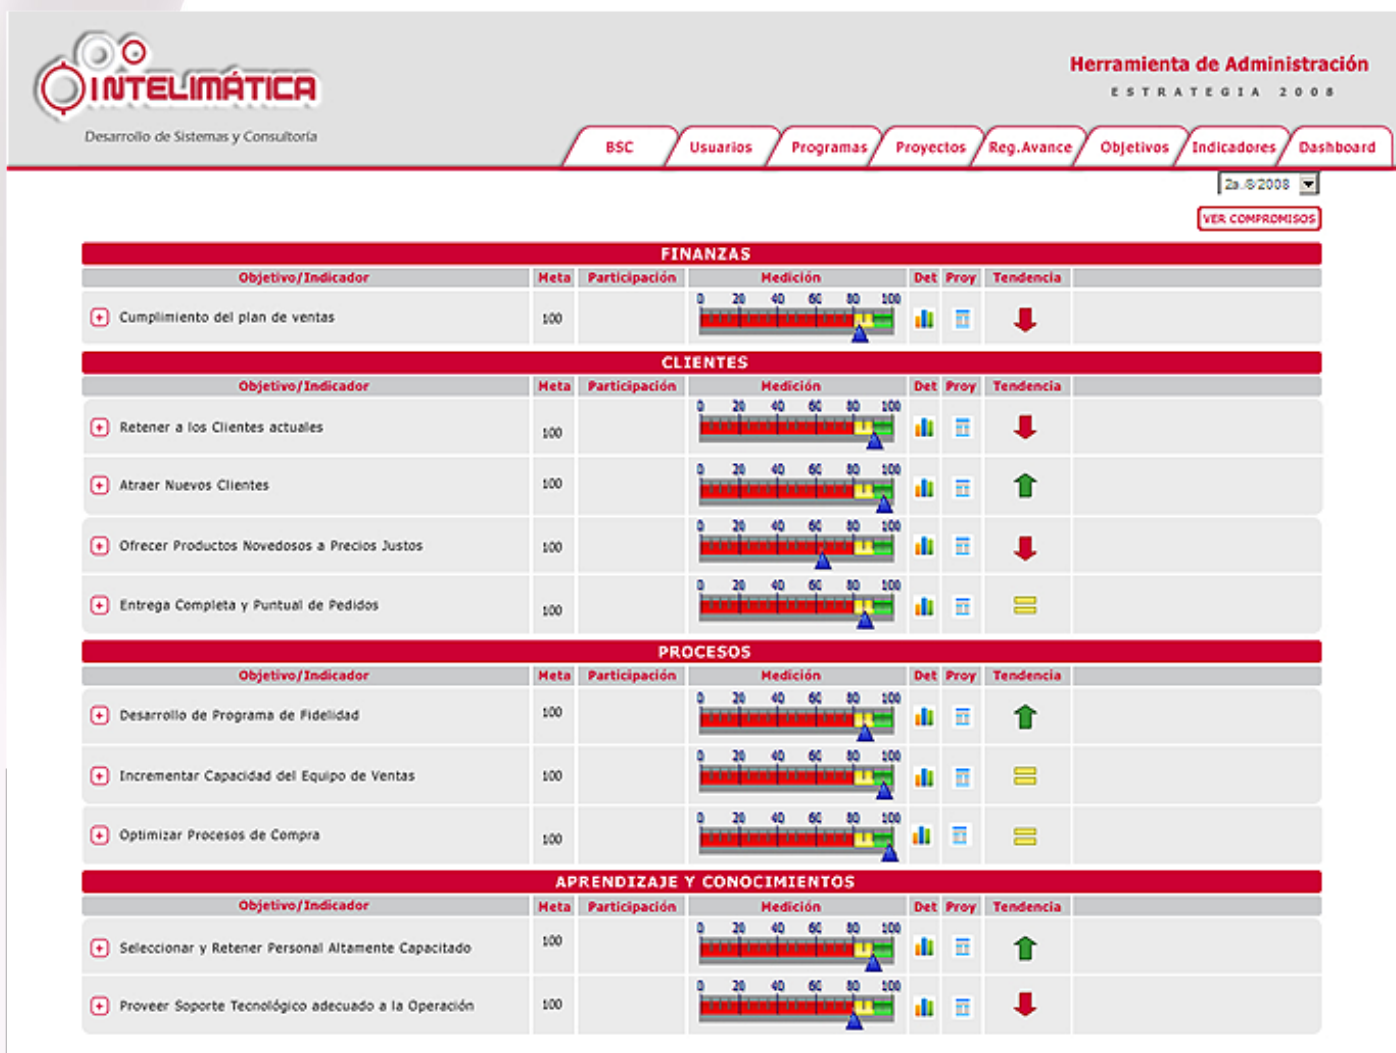 INTELIMÁTICA
Desarrollo de Sistemas y Consultoría
Herramienta de Administración
ESTRATEGIA 2008
BSC Usuarios Programas Proyectos Reg.Avance Objetivos Indicadores Dashboard
VER COMPROMISOS
FINANZAS
Objetivo/Indicador Meta Participación Medición Det Proy Tendencia
0 20 40 60 80 100
Cumplimiento del plan de ventas 100
CLIENTES
Objetivo/Indicador Meta Participación Medición Det Proy Tendencia
0 20 40 60 80 100
Retener a los Clientes actuales 100
0 20 40 60 80 100
Atraer Nuevos Clientes 100
0 20 40 60 80 100
Ofrecer Productos Novedosos a Precios Justos 100
0 20 40 60 80 100
Entrega Completa y Puntual de Pedidos 100
PROCESOS
Objetivo/Indicador Meta Participación Medición Det Proy Tendencia
0 20 40 60 80 100
Desarrollo de Programa de Fidelidad 100
0 20 40 60 80 100
Incrementar Capacidad del Equipo de Ventas 100
0 20 40 60 80 100
Optimizar Procesos de Compra 100
APRENDIZAJE Y CONOCIMIENTOS
Objetivo/Indicador Meta Participación Medición Det Proy Tendencia
0 20 40 60 80 100
Seleccionar y Retener Personal Altamente Capacitado 100
0 20 40 60 80 100
Proveer Soporte Tecnológico adecuado a la Operación 100